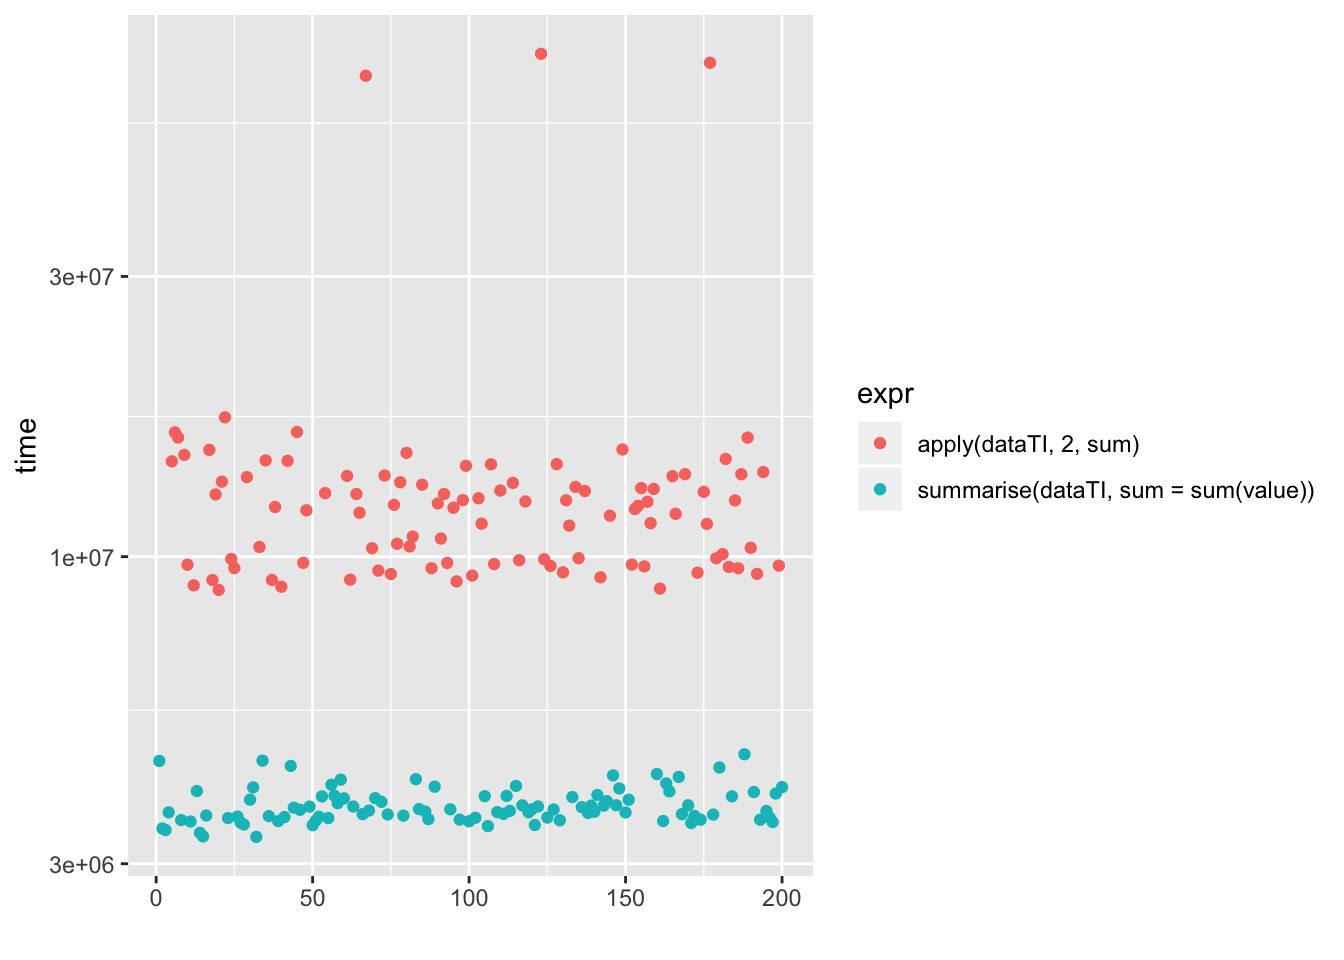 time
3e+07
1e+07
3e+06
0 50 100 150 200
expr
apply(dataTI, 2, sum)
summarise(dataTI, sum = sum(value))